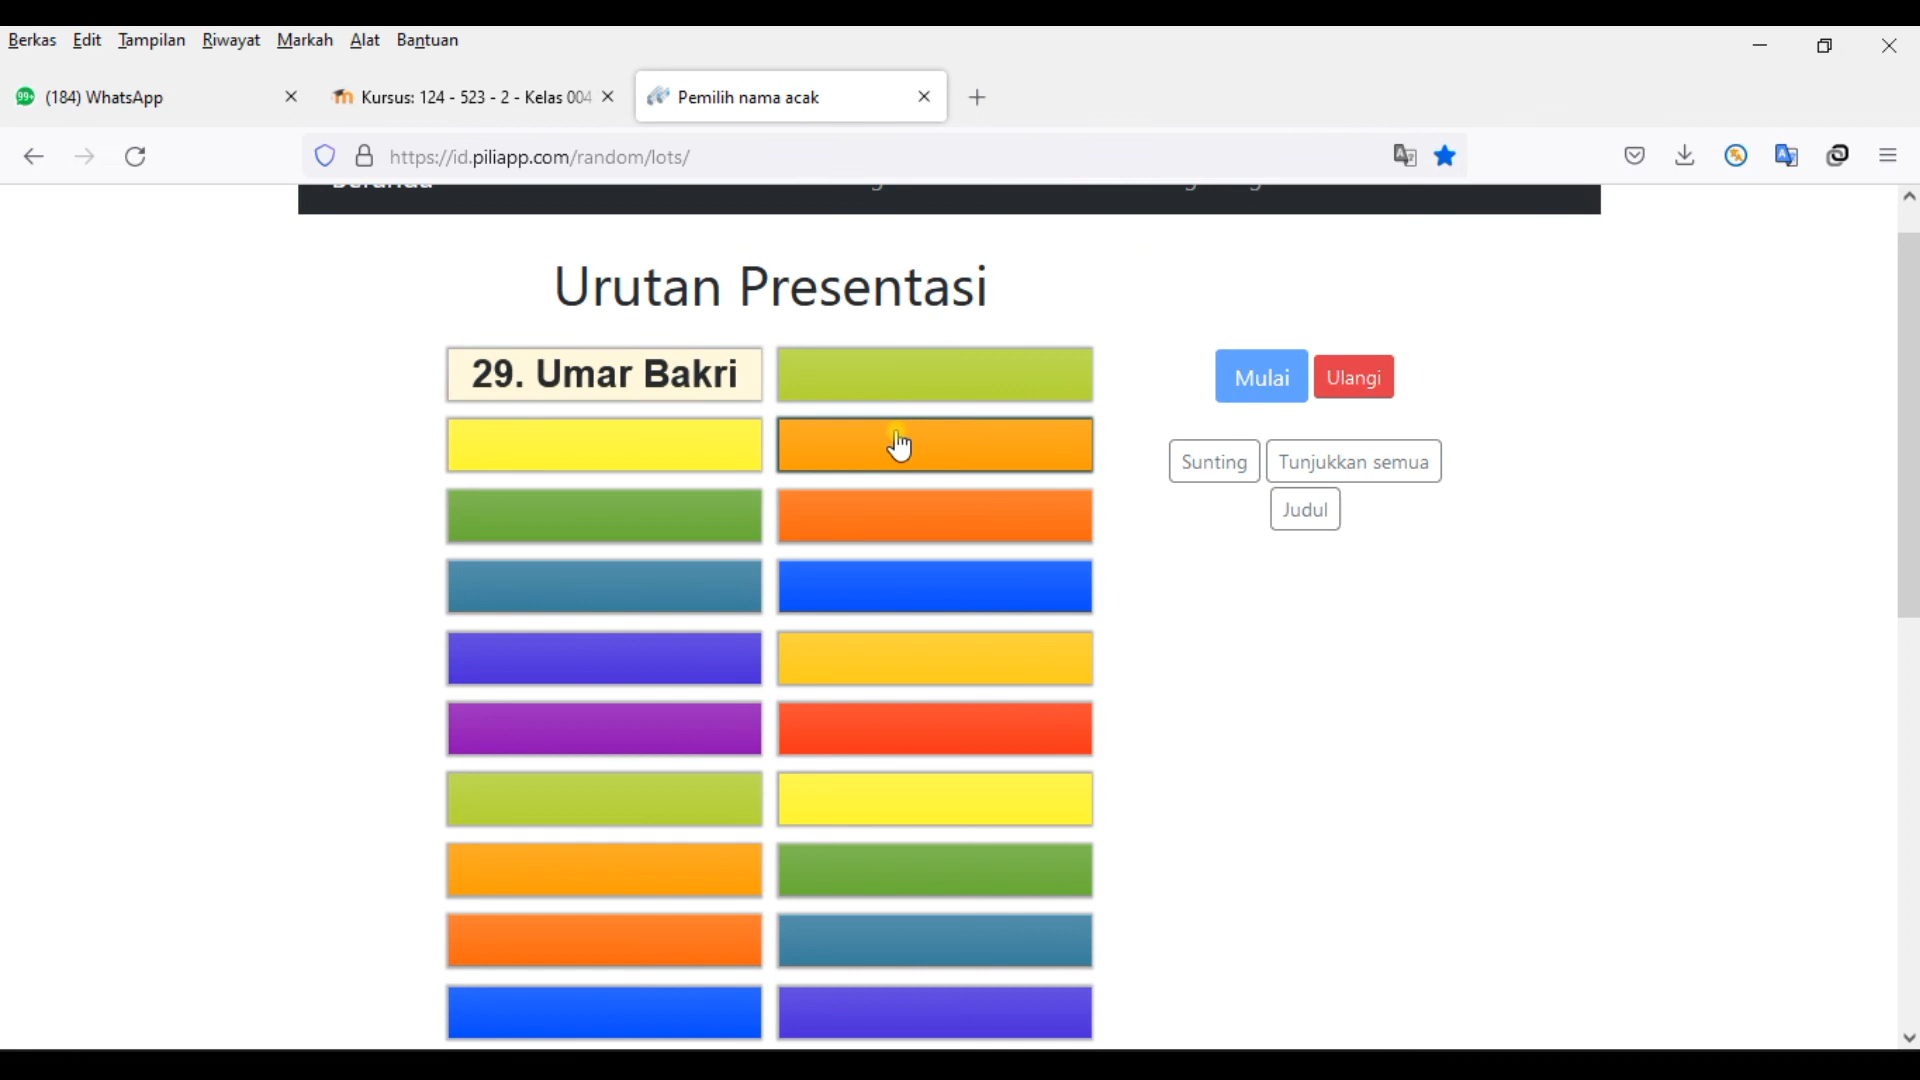 Berkas Edit Tampilan Riwayat Markah Alat Bantuan
99+ (184) WhatsApp
Kursus: 124 - 523 - 2 - Kelas 004
Pemilih nama acak
https://id.piliapp.com/random/lots/
Urutan Presentasi
29. Umar Bakri
Mulai Ulangi
Sunting Tunjukkan semua
Judul